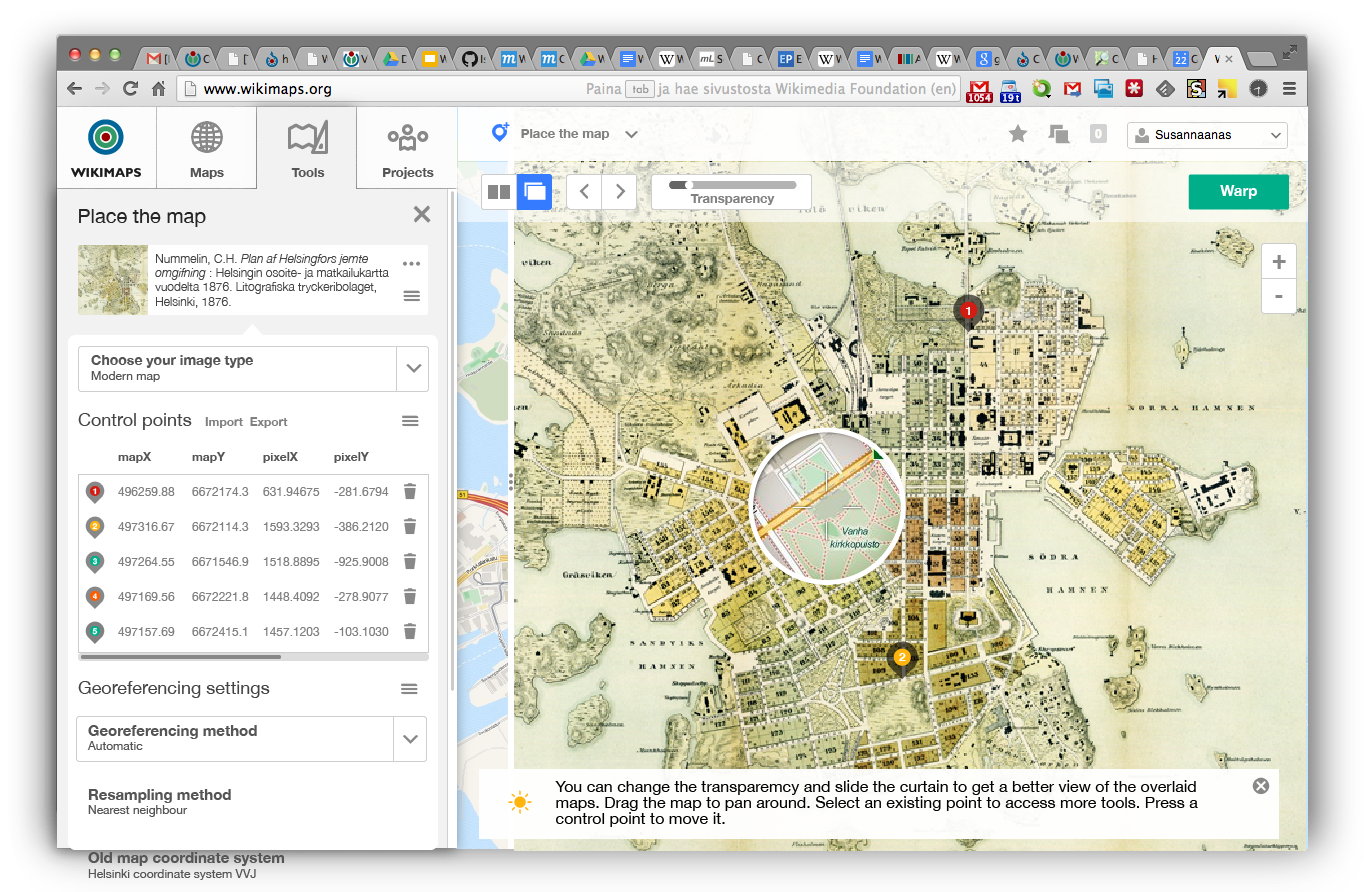 www.wikimaps.org
Paina tab ja hae sivustosta Wikimedia Foundation (en)
1054
19 t
WIKIMAPS
Maps
Tools
Projects
Place the map
0
Susannaanas
Transparency
Warp
Place the map
Nummelin, C.H. Plan af Helsingfors jemte
omgifning : Helsingin osoite- ja matkailukartta
vuodelta 1876. Litografiska tryckeribolaget,
Helsinki, 1876.
Choose your image type
Modern map
Control points Import Export
mapX mapY pixelX pixelY
1 496259.88 6672174.3 631.94675 -281.6794
2 497316.67 6672114.3 1593.3293 -386.2120
3 497264.55 6671546.9 1518.8895 -925.9008
4 497169.56 6672221.8 1448.4092 -278.9077
5 497157.69 6672415.1 1457.1203 -103.1030
Georeferencing settings
Georeferencing method
Automatic
Resampling method
Nearest neighbour
Old map coordinate system
Helsinki coordinate system VVJ
+
-
1
NORRA HAMNEN
51
Vanha
kirkkopuisto
SÖDRA
HAMNEN
Gräsviken
SANDVIKS
HAMNEN
2
You can change the transparemcy and slide the curtain to get a better view of the overlaid
maps. Drag the map to pan around. Select an existing point to access more tools. Press a
control point to move it.